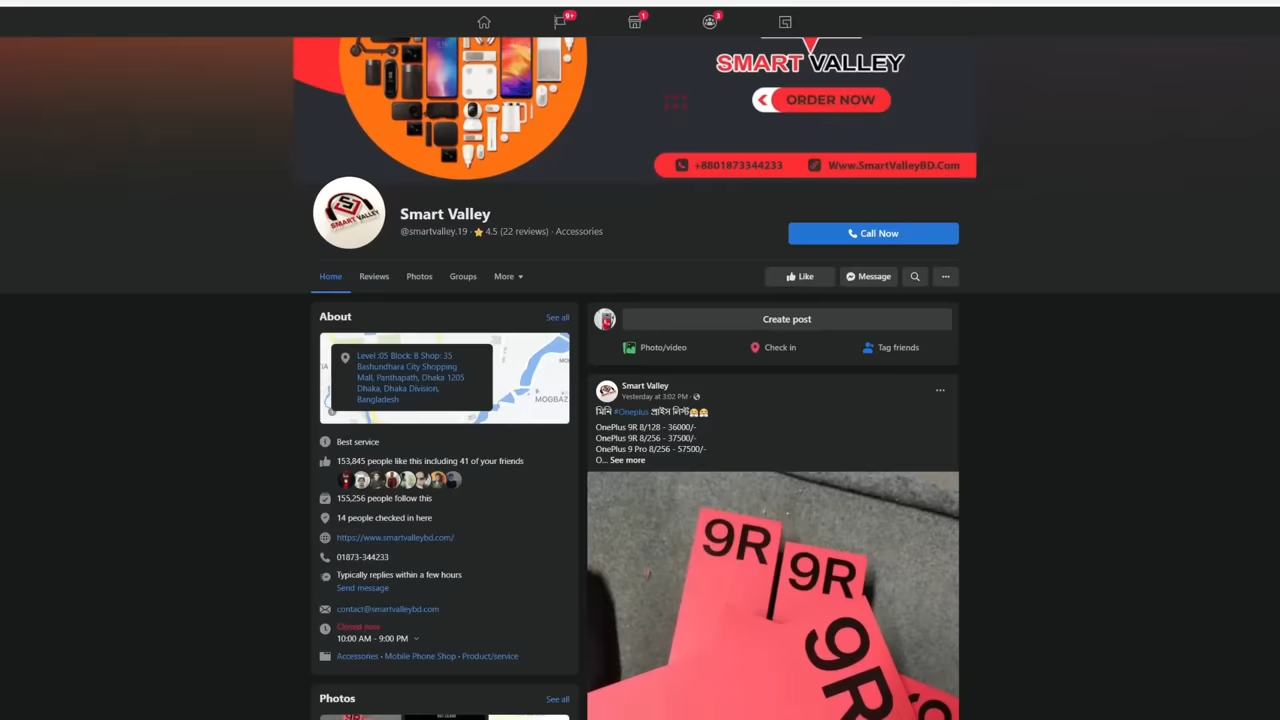 9+
1
3
SMART VALLEY
ORDER NOW
+8801873344233
Www.SmartValleyBD.Com
SMART VALLEY
Smart Valley
@smartvalley.19 · 4.5 (22 reviews) · Accessories
Call Now
Home
Reviews
Photos
Groups
More
Like
Message
...
About
See all
Level :05 Block: B Shop: 35
Bashundhara City Shopping
Mall, Panthapath, Dhaka 1205
Dhaka, Dhaka Division,
Bangladesh
MOGBAZ
Best service
153,845 people like this including 41 of your friends
155,256 people follow this
14 people checked in here
https://www.smartvalleybd.com/
01873-344233
Typically replies within a few hours
Send message
contact@smartvalleybd.com
Closed now
10:00 AM - 9:00 PM
Accessories · Mobile Phone Shop · Product/service
Photos
See all
Create post
Photo/video
Check in
Tag friends
Smart Valley
Yesterday at 3:02 PM ·
মিনি #Oneplus প্রাইস লিস্ট
OnePlus 9R 8/128 - 36000/-
OnePlus 9R 8/256 - 37500/-
OnePlus 9 Pro 8/256 - 57500/-
O... See more
9R
9R
9R